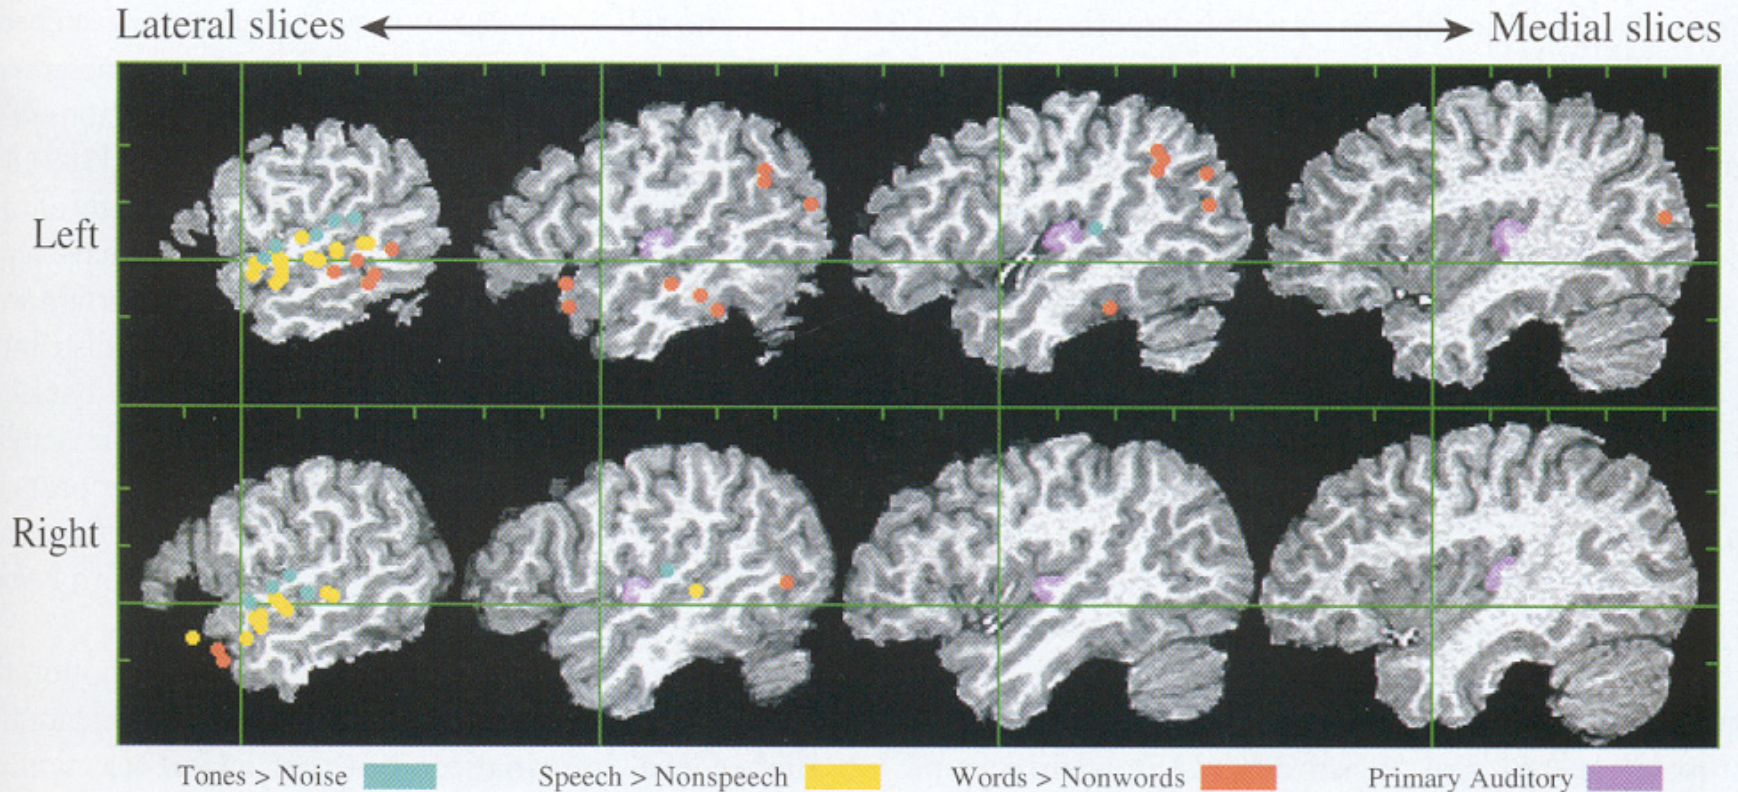 Lateral slices Medial slices
Left
Right
Tones > Noise Speech > Nonspeech Words > Nonwords Primary Auditory